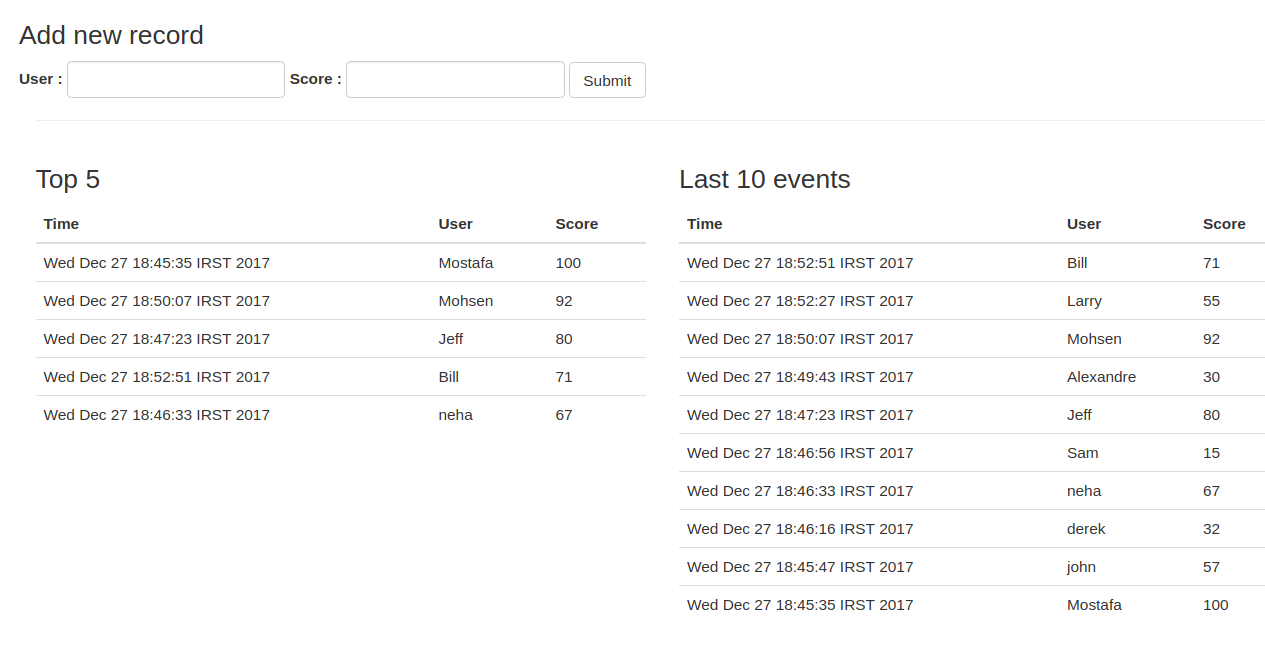 Add new record
User : Score : Submit
Top 5
Time User Score
Wed Dec 27 18:45:35 IRST 2017 Mostafa 100
Wed Dec 27 18:50:07 IRST 2017 Mohsen 92
Wed Dec 27 18:47:23 IRST 2017 Jeff 80
Wed Dec 27 18:52:51 IRST 2017 Bill 71
Wed Dec 27 18:46:33 IRST 2017 neha 67
Last 10 events
Time User Score
Wed Dec 27 18:52:51 IRST 2017 Bill 71
Wed Dec 27 18:52:27 IRST 2017 Larry 55
Wed Dec 27 18:50:07 IRST 2017 Mohsen 92
Wed Dec 27 18:49:43 IRST 2017 Alexandre 30
Wed Dec 27 18:47:23 IRST 2017 Jeff 80
Wed Dec 27 18:46:56 IRST 2017 Sam 15
Wed Dec 27 18:46:33 IRST 2017 neha 67
Wed Dec 27 18:46:16 IRST 2017 derek 32
Wed Dec 27 18:45:47 IRST 2017 john 57
Wed Dec 27 18:45:35 IRST 2017 Mostafa 100